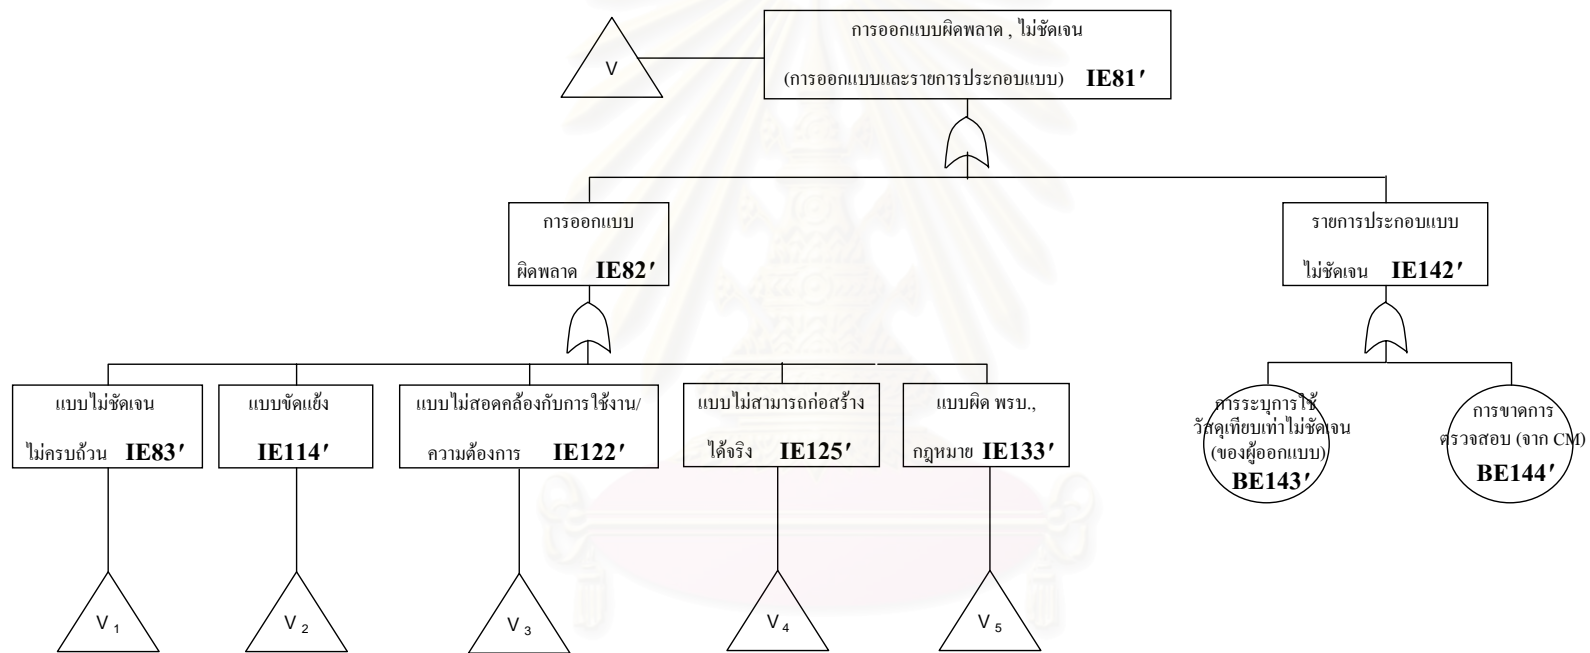 การออกแบบผิดพลาด , ไม่ชัดเจน
V
(การออกแบบและรายการประกอบแบบ) IE81'
การออกแบบ
ผิดพลาด IE82'
รายการประกอบแบบ
ไม่ชัดเจน IE142'
แบบไม่ชัดเจน
ไม่ครบถ้วน IE83'
แบบขัดแย้ง
IE114'
แบบไม่สอดคล้องกับการใช้งาน/
ความต้องการ IE122'
แบบไม่สามารถก่อสร้าง
ได้จริง IE125'
แบบผิด พรบ.,
กฎหมาย IE133'
การระบุการใช้
วัสดุเทียบเท่าไม่ชัดเจน
(ของผู้ออกแบบ)
BE143'
การขาดการ
ตรวจสอบ (จาก CM)
BE144'
V 1
V 2
V 3
V 4
V 5